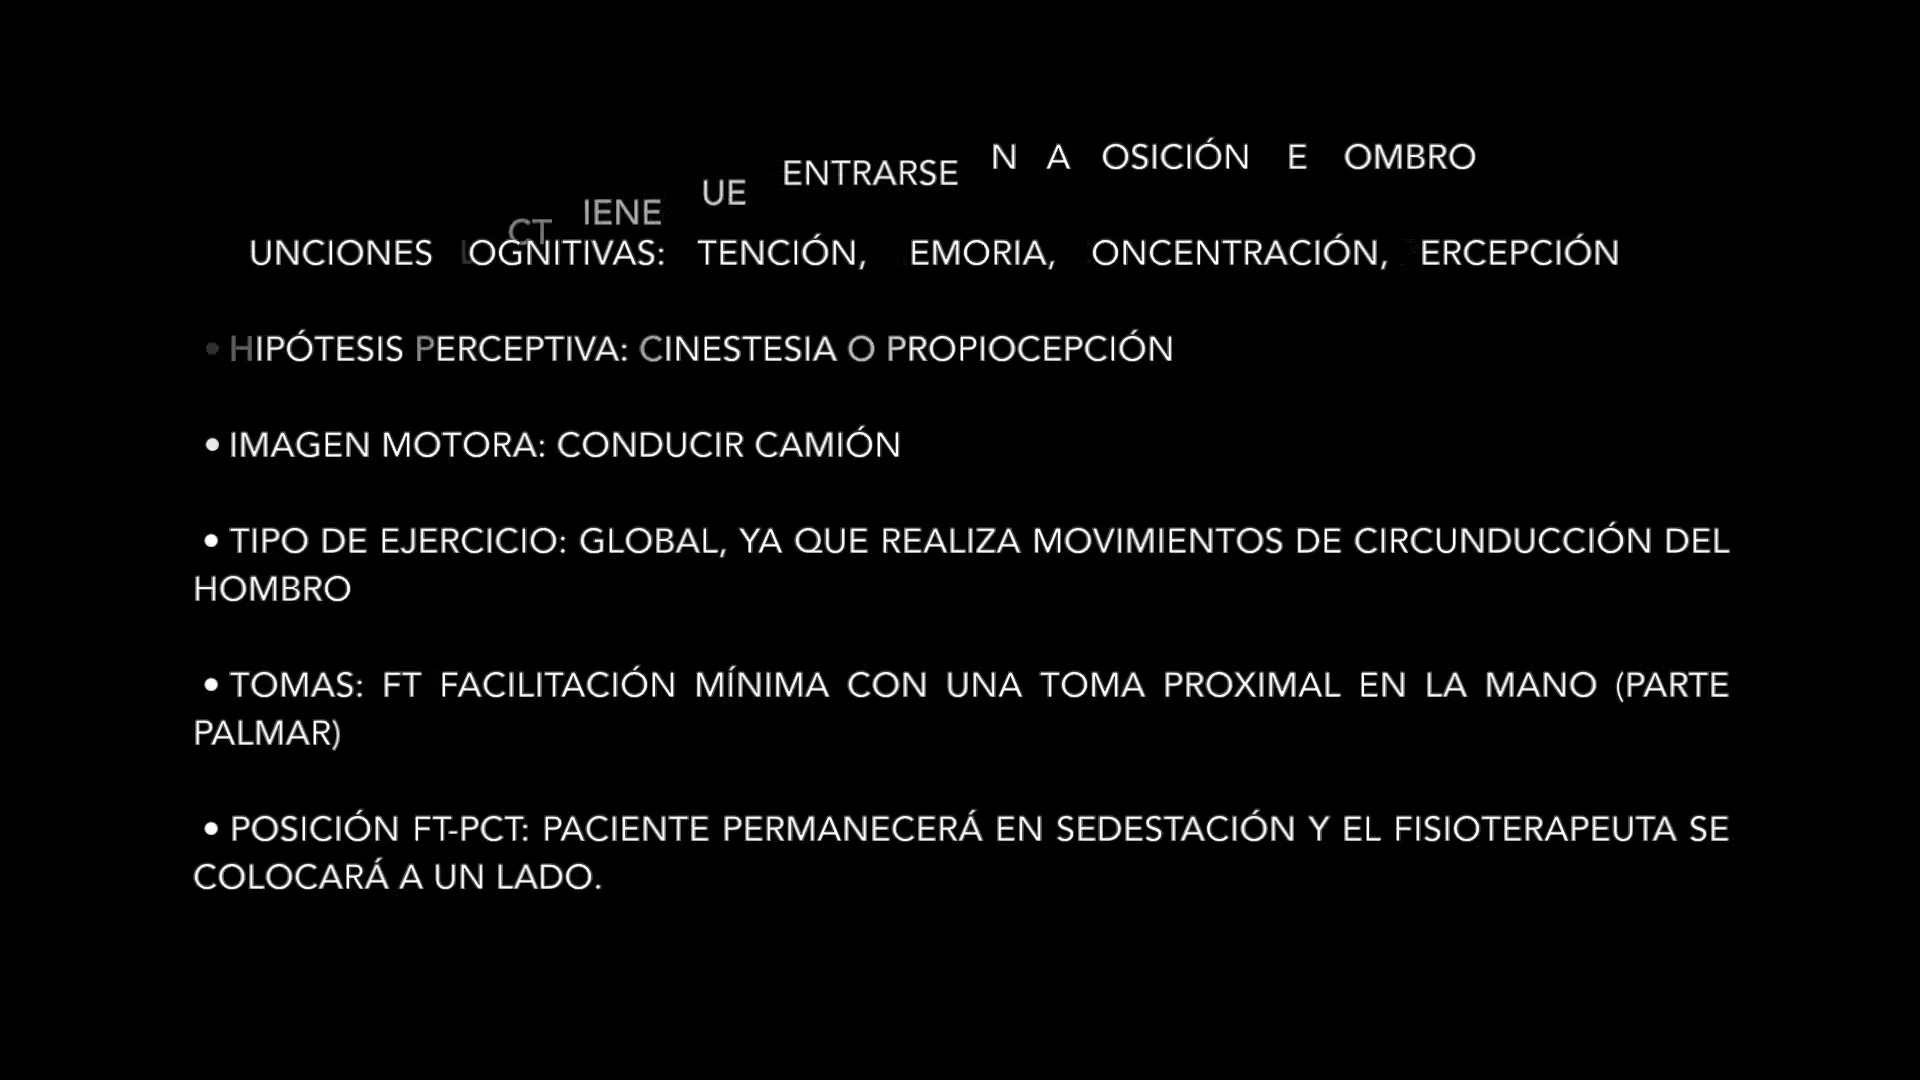 CT IENE UE ENTRARSE N A OSICIÓN E OMBRO
UNCIONES OGNITIVAS: TENCIÓN, EMORIA, ONCENTRACIÓN, ERCEPCIÓN
• HIPÓTESIS PERCEPTIVA: CINESTESIA O PROPIOCEPCIÓN
• IMAGEN MOTORA: CONDUCIR CAMIÓN
• TIPO DE EJERCICIO: GLOBAL, YA QUE REALIZA MOVIMIENTOS DE CIRCUNDUCCIÓN DEL
HOMBRO
• TOMAS: FT FACILITACIÓN MÍNIMA CON UNA TOMA PROXIMAL EN LA MANO (PARTE
PALMAR)
• POSICIÓN FT-PCT: PACIENTE PERMANECERÁ EN SEDESTACIÓN Y EL FISIOTERAPEUTA SE
COLOCARÁ A UN LADO.